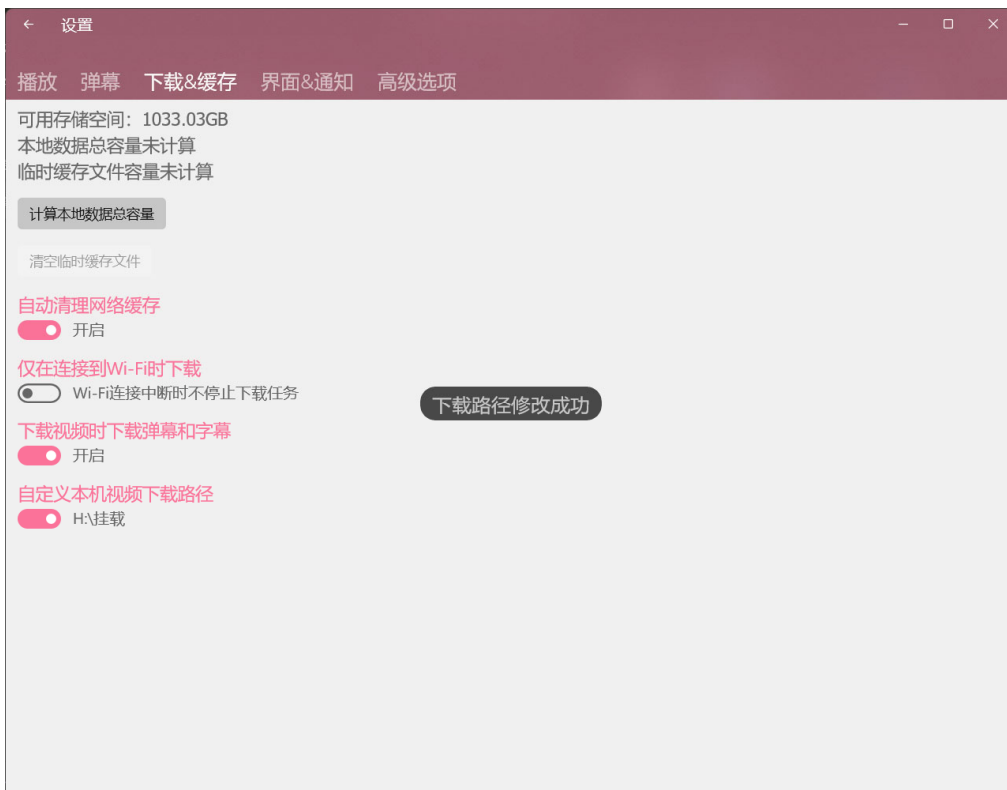 设置
播放 弹幕 下载&缓存 界面&通知 高级选项
可用存储空间：1033.03GB
本地数据总容量未计算
临时缓存文件容量未计算
计算本地数据总容量
清空临时缓存文件
自动清理网络缓存
开启
仅在连接到Wi-Fi时下载
Wi-Fi连接中断时不停止下载任务
下载路径修改成功
下载视频时下载弹幕和字幕
开启
自定义本机视频下载路径
H:\挂载